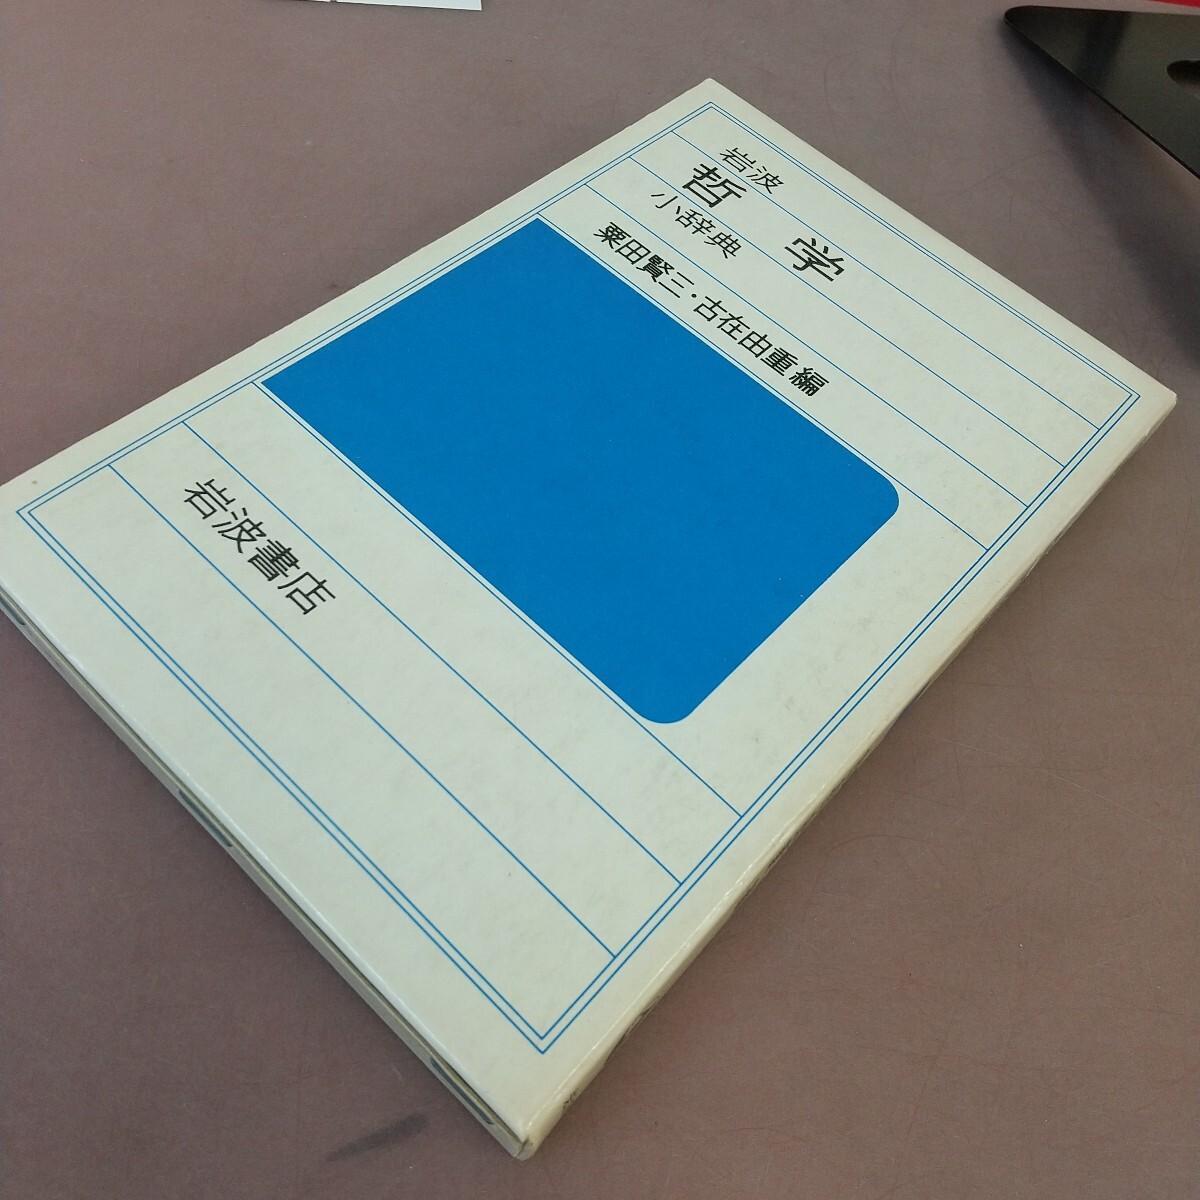 岩波
哲 学
小辞典
粟田賢三・古在由重編
岩波書店